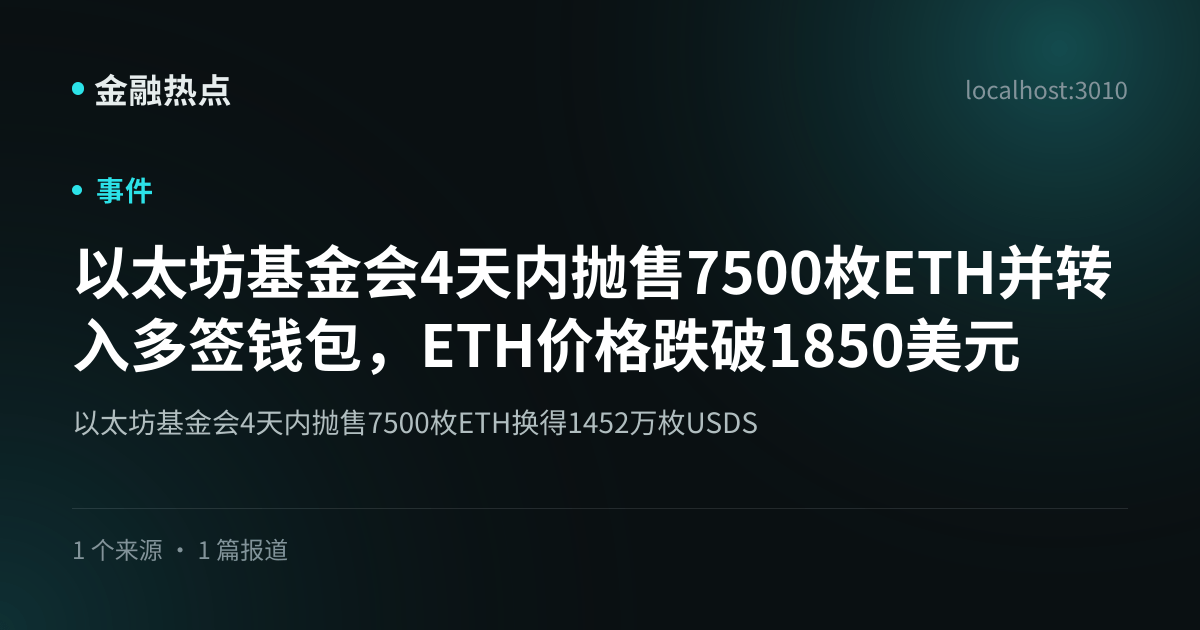 金融热点
localhost:3010
事件
以太坊基金会4天内抛售7500枚ETH并转
入多签钱包，ETH价格跌破1850美元
以太坊基金会4天内抛售7500枚ETH换得1452万枚USDS
1 个来源 · 1 篇报道